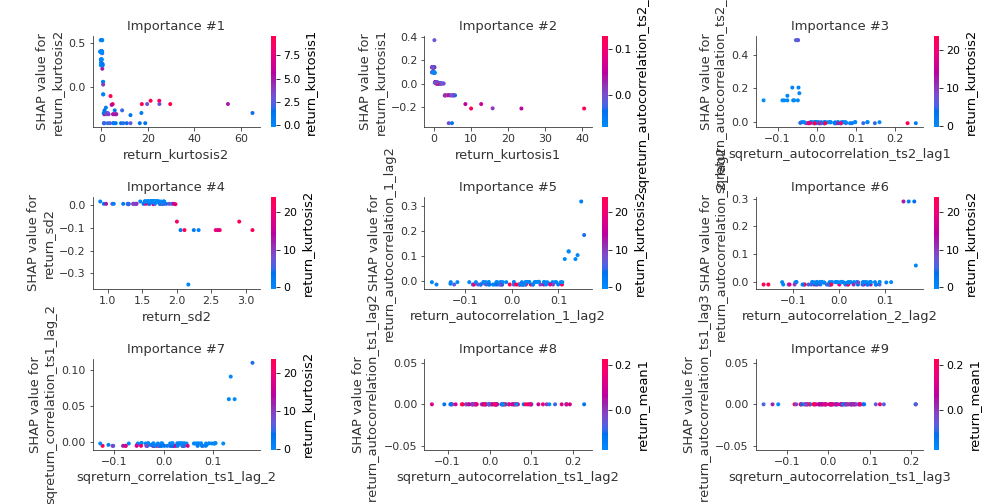 Importance #1
SHAP value for
return_kurtosis2
0.5
0.0
0
20
40
60
return_kurtosis2
7.5
5.0
2.5
0.0
return_kurtosis1
Importance #2
SHAP value for
return_kurtosis1
0.4
0.2
0.0
−0.2
0
10
20
30
40
return_kurtosis1
0.1
0.0
sqreturn_autocorrelation_ts2_
Importance #3
SHAP value for
sqreturn_autocorrelation_ts2_
0.4
0.2
0.0
0.0
0.1
0.2
sqreturn_autocorrelation_ts2_lag1
20
10
0
return_kurtosis2
Importance #4
SHAP value for
return_sd2
0.0
−0.1
−0.2
−0.3
1.0
1.5
2.0
2.5
3.0
return_sd2
20
10
0
return_kurtosis2
Importance #5
SHAP value for
return_autocorrelation_1_lag2
0.3
0.2
0.1
0.0
−0.1
0.0
0.1
return_autocorrelation_1_lag2
20
10
0
return_kurtosis2
Importance #6
SHAP value for
return_autocorrelation_2_lag2
0.3
0.2
0.1
0.0
−0.1
0.0
0.1
return_autocorrelation_2_lag2
20
10
0
return_kurtosis2
Importance #7
SHAP value for
sqreturn_correlation_ts1_lag_2
0.10
0.05
0.00
−0.1
0.0
0.1
sqreturn_correlation_ts1_lag_2
20
10
0
return_kurtosis2
Importance #8
SHAP value for
sqreturn_autocorrelation_ts1_lag2
0.05
0.00
−0.05
−0.1
0.0
0.1
0.2
sqreturn_autocorrelation_ts1_lag2
0.2
0.0
return_mean1
Importance #9
SHAP value for
sqreturn_autocorrelation_ts1_lag3
0.05
0.00
−0.05
−0.1
0.0
0.1
0.2
sqreturn_autocorrelation_ts1_lag3
0.2
0.0
return_mean1